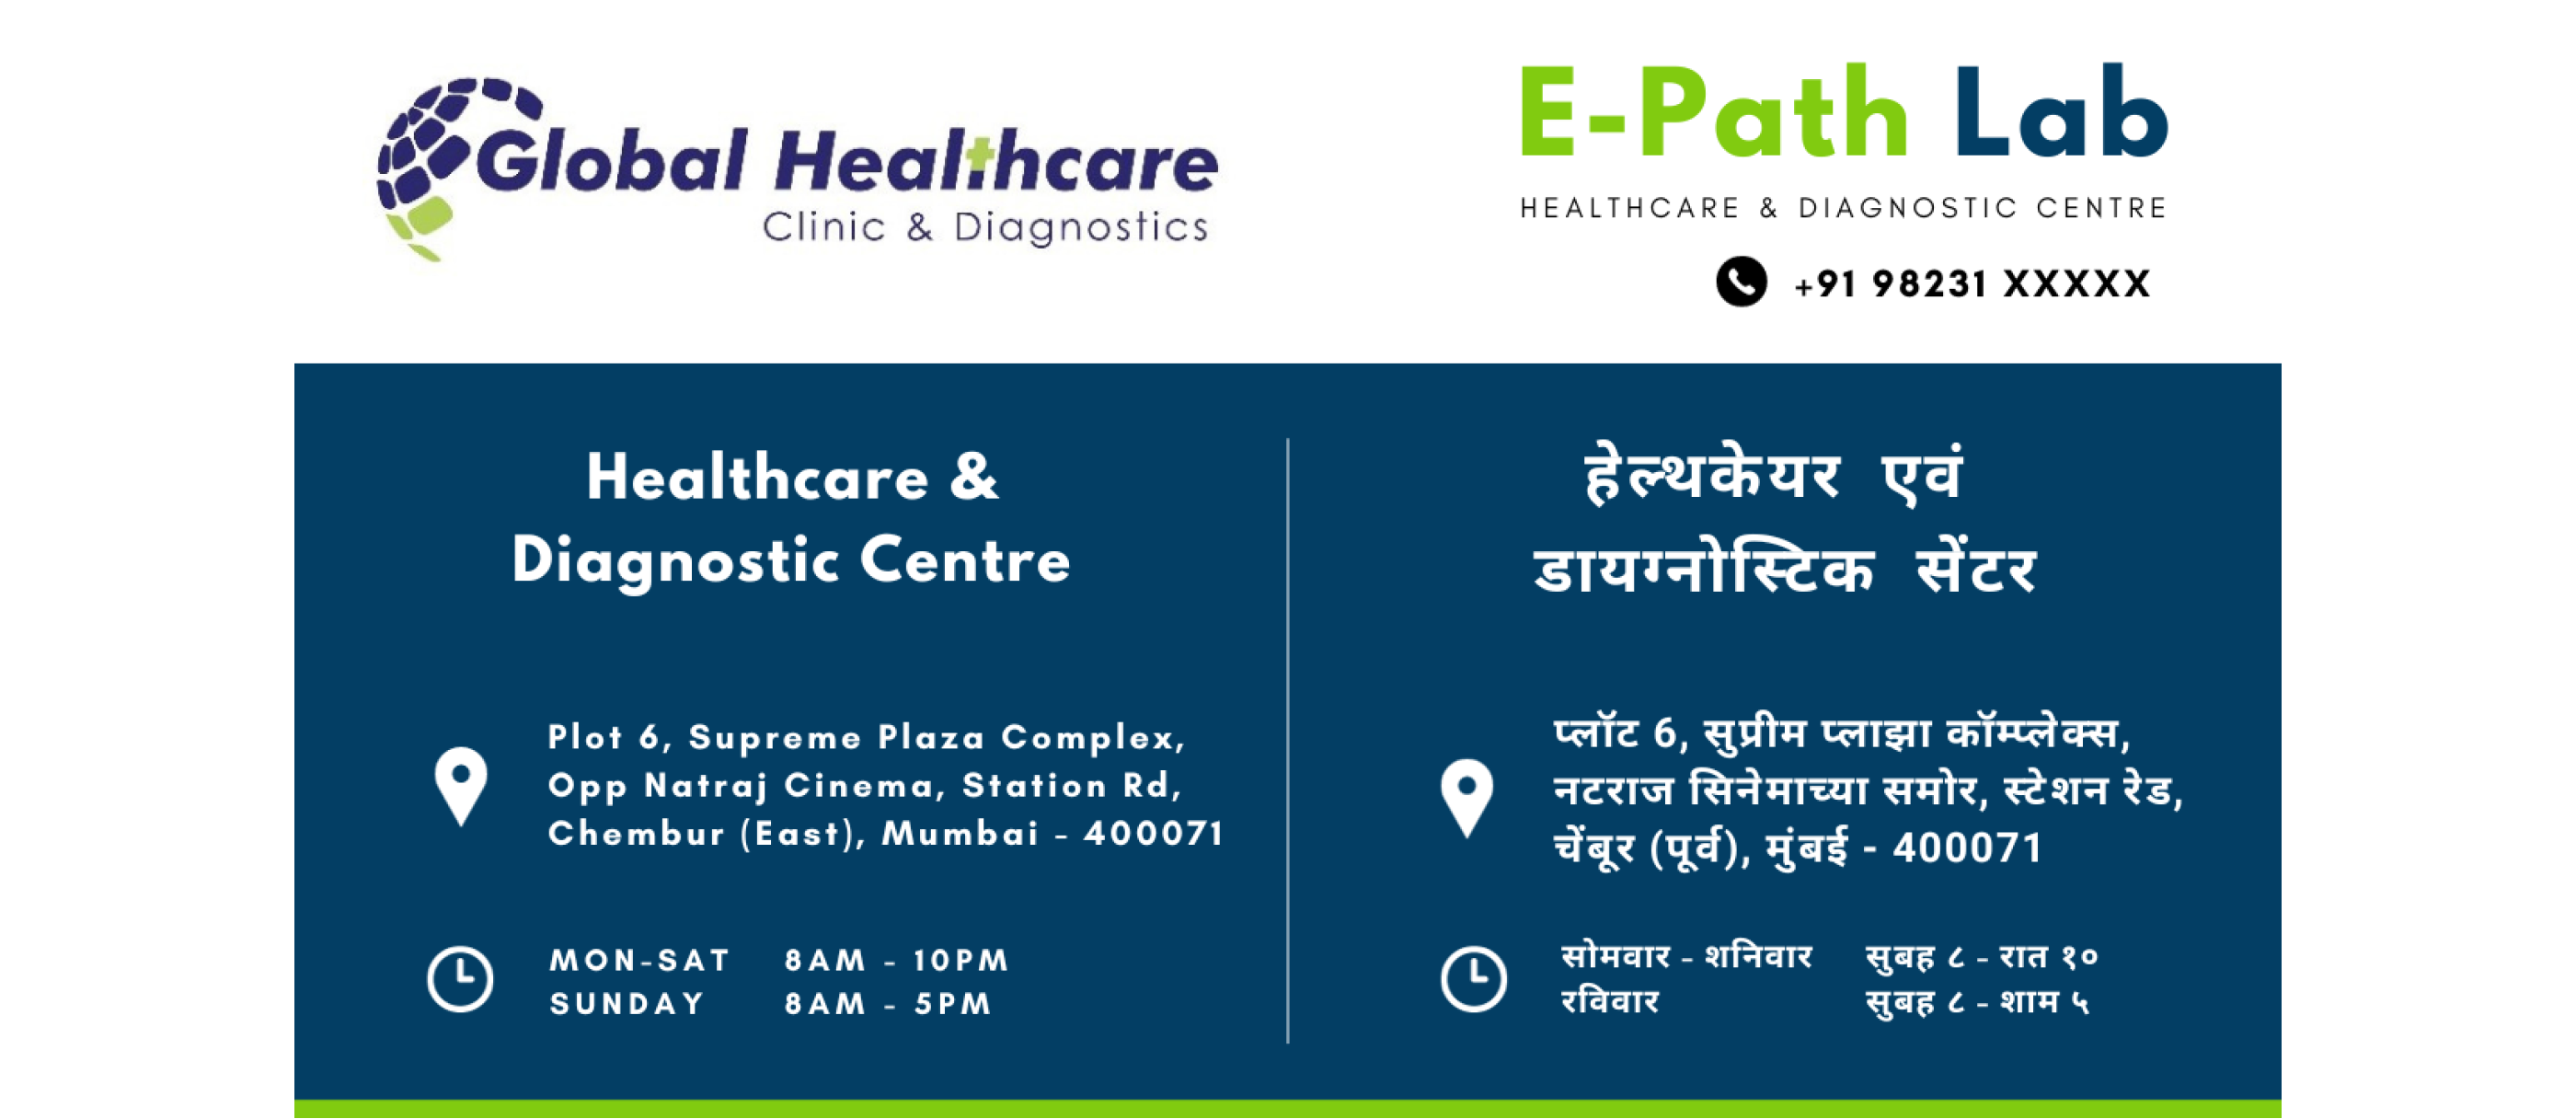 Global Healthcare
Clinic & Diagnostics
E-Path Lab
HEALTHCARE & DIAGNOSTIC CENTRE
+91 98231 XXXXX
Healthcare &
Diagnostic Centre
Plot 6, Supreme Plaza Complex,
Opp Natraj Cinema, Station Rd,
Chembur (East), Mumbai - 400071
MON-SAT 8AM - 10PM
SUNDAY 8AM - 5PM
हेल्थकेयर एवं
डायग्नोस्टिक सेंटर
प्लॉट 6, सुप्रीम प्लाझा कॉम्प्लेक्स,
नटराज सिनेमाच्या समोर, स्टेशन रेड,
चेंबूर (पूर्व), मुंबई - 400071
सोमवार - शनिवार सुबह ८ - रात १०
रविवार सुबह ८ - शाम ५